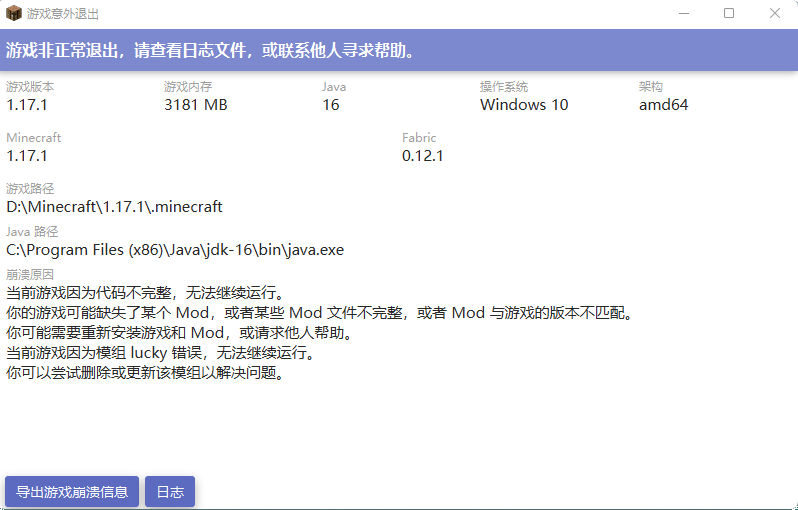 游戏意外退出
游戏非正常退出，请查看日志文件，或联系他人寻求帮助。
游戏版本 游戏内存 Java 操作系统 架构
1.17.1 3181 MB 16 Windows 10 amd64
Minecraft Fabric
1.17.1 0.12.1
游戏路径
D:\Minecraft\1.17.1\.minecraft
Java 路径
C:\Program Files (x86)\Java\jdk-16\bin\java.exe
崩溃原因
当前游戏因为代码不完整，无法继续运行。
你的游戏可能缺失了某个 Mod，或者某些 Mod 文件不完整，或者 Mod 与游戏的版本不匹配。
你可能需要重新安装游戏和 Mod，或请求他人帮助。
当前游戏因为模组 lucky 错误，无法继续运行。
你可以尝试删除或更新该模组以解决问题。
导出游戏崩溃信息 日志